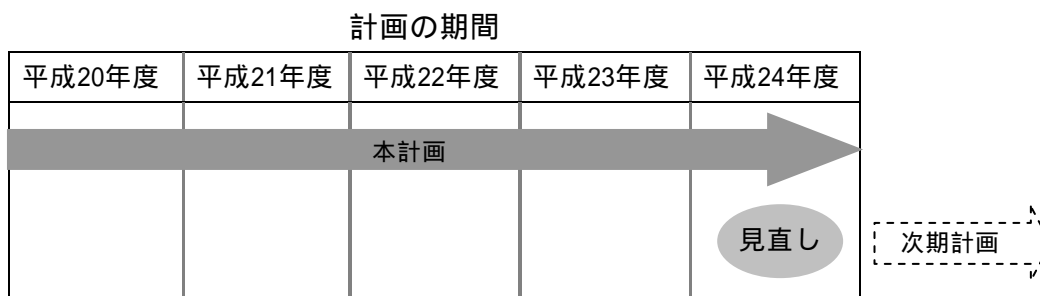 計画の期間
平成20年度 平成21年度 平成22年度 平成23年度 平成24年度
本計画
見直し
次期計画